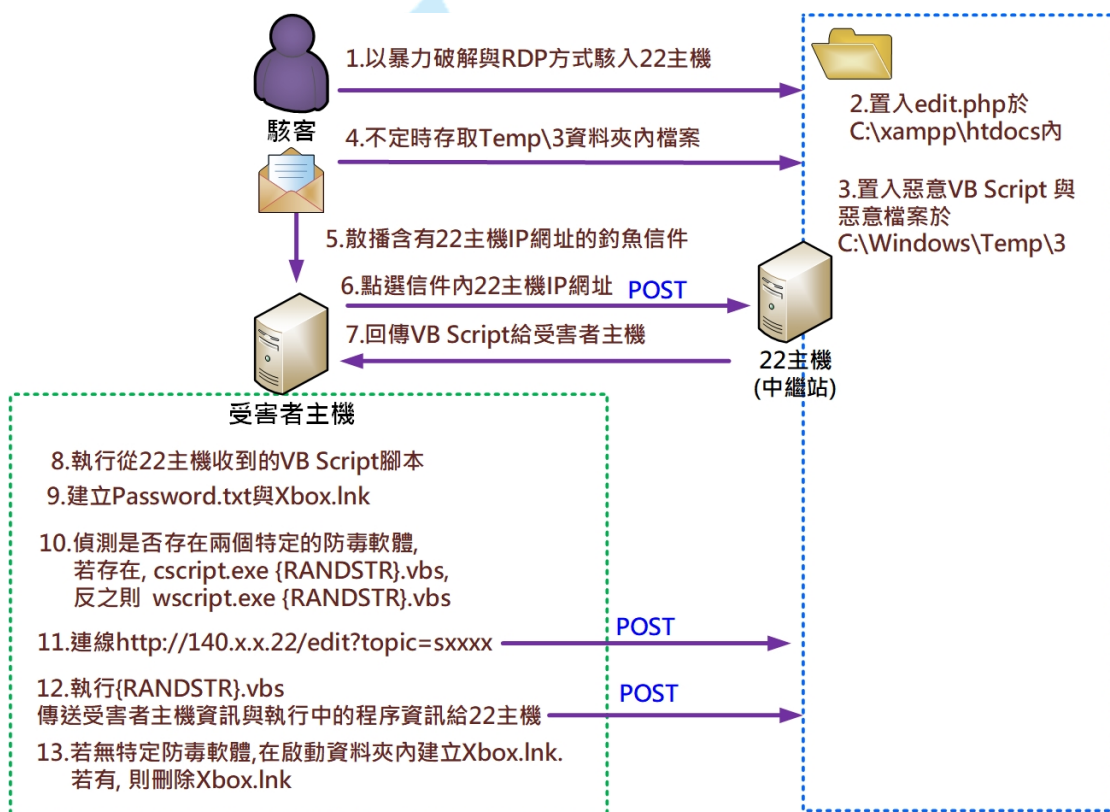 1.以暴力破解與RDP方式駭入22主機
駭客
2.置入edit.php於
C:\xampp\htdocs內
4.不定時存取Temp\3資料夾內檔案
3.置入惡意VB Script 與
惡意檔案於
C:\Windows\Temp\3
5.散播含有22主機IP網址的釣魚信件
6.點選信件內22主機IP網址 POST
7.回傳VB Script給受害者主機
22主機
(中繼站)
受害者主機
8.執行從22主機收到的VB Script腳本
9.建立Password.txt與Xbox.lnk
10.偵測是否存在兩個特定的防毒軟體,
若存在, cscript.exe {RANDSTR}.vbs,
反之則 wscript.exe {RANDSTR}.vbs
11.連線http://140.x.x.22/edit?topic=sxxxx
POST
12.執行{RANDSTR}.vbs
傳送受害者主機資訊與執行中的程序資訊給22主機
POST
13.若無特定防毒軟體,在啟動資料夾內建立Xbox.lnk.
若有, 則刪除Xbox.lnk